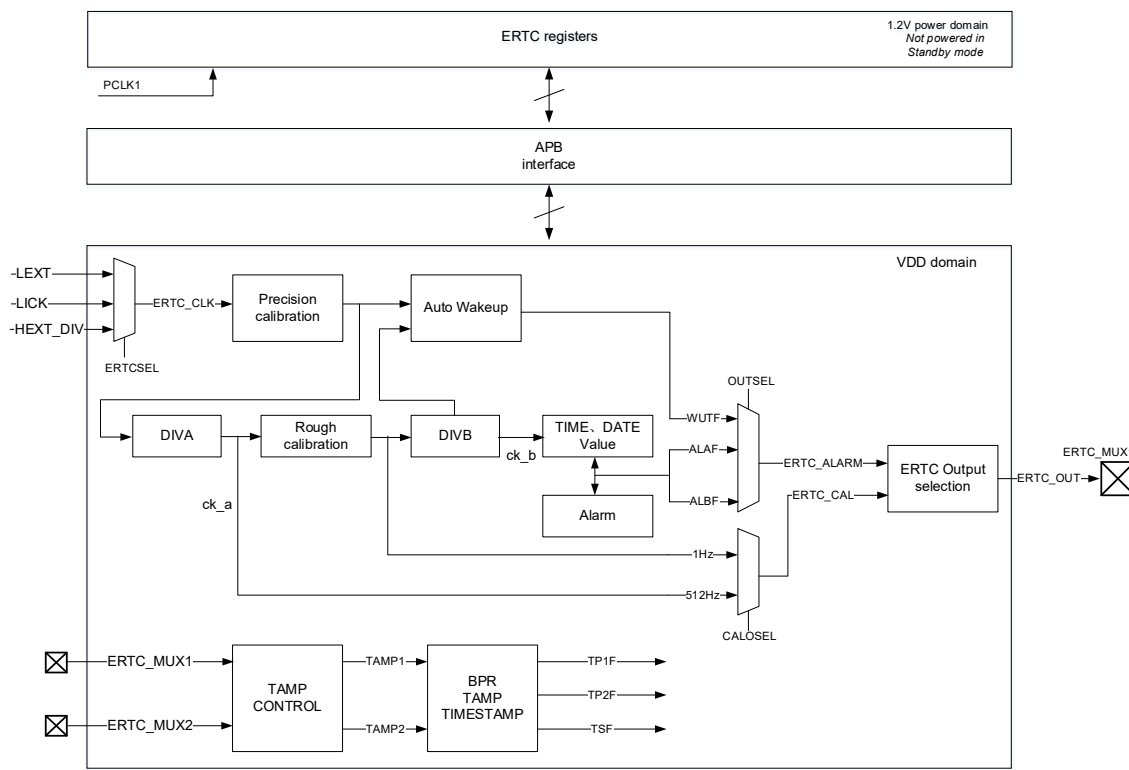 ERTC registers
1.2V power domain
Not powered in
Standby mode
PCLK1
APB
interface
VDD domain
LEXT
LICK
HEXT_DIV
ERTCSEL
ERTC_CLK
Precision
calibration
Auto Wakeup
DIVA
Rough
calibration
DIVB
ck_b
TIME、DATE
Value
Alarm
ck_a
OUTSEL
WUTF
ALAF
ALBF
ERTC_ALARM
ERTC_CAL
ERTC Output
selection
ERTC_OUT
1Hz
512Hz
CALOSEL
ERTC_MUX1
ERTC_MUX2
TAMP
CONTROL
TAMP1
TAMP2
BPR
TAMP
TIMESTAMP
TP1F
TP2F
TSF